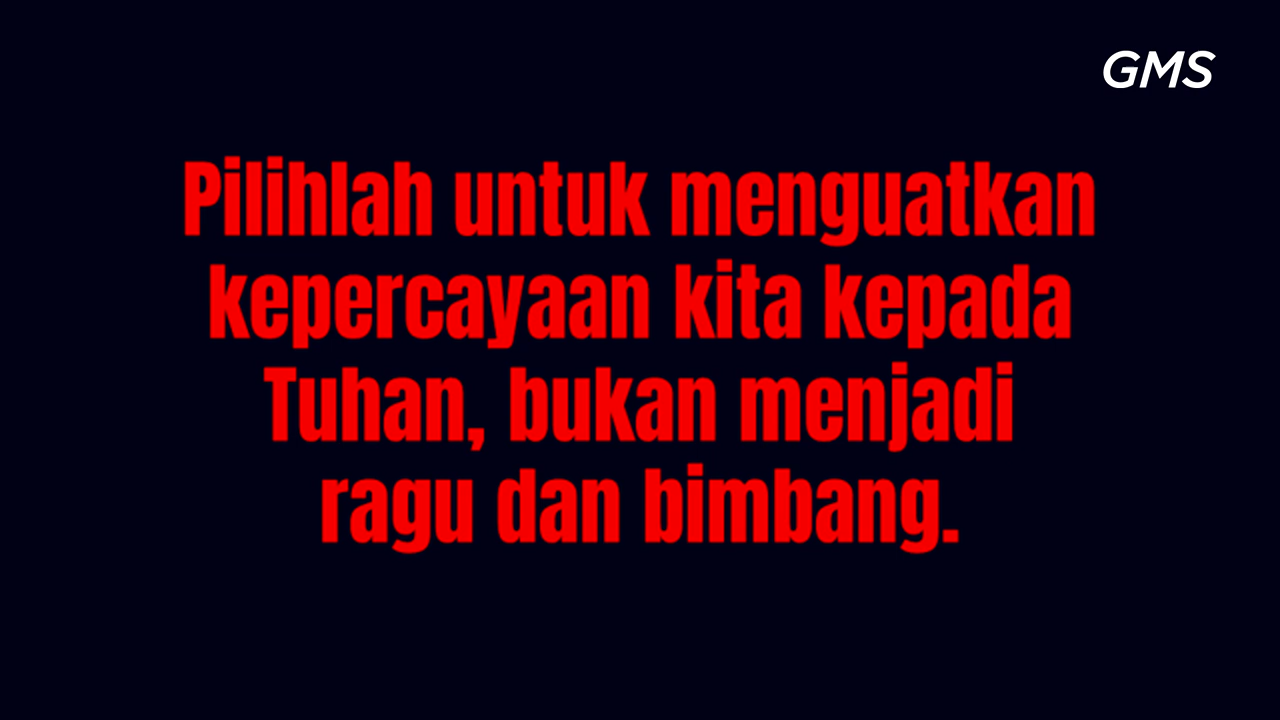 GMS
Pilihlah untuk menguatkan
kepercayaan kita kepada
Tuhan, bukan menjadi
ragu dan bimbang.